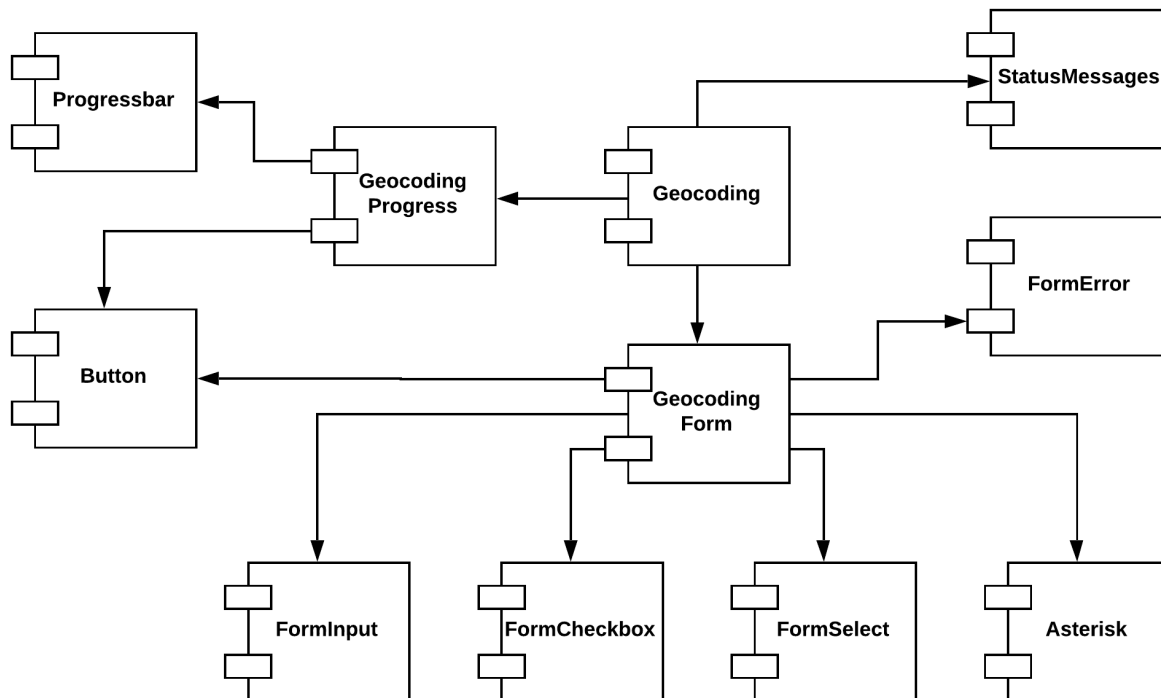 StatusMessages
Progressbar
Geocoding
Progress
Geocoding
FormError
Button
Geocoding
Form
FormInput
FormCheckbox
FormSelect
Asterisk